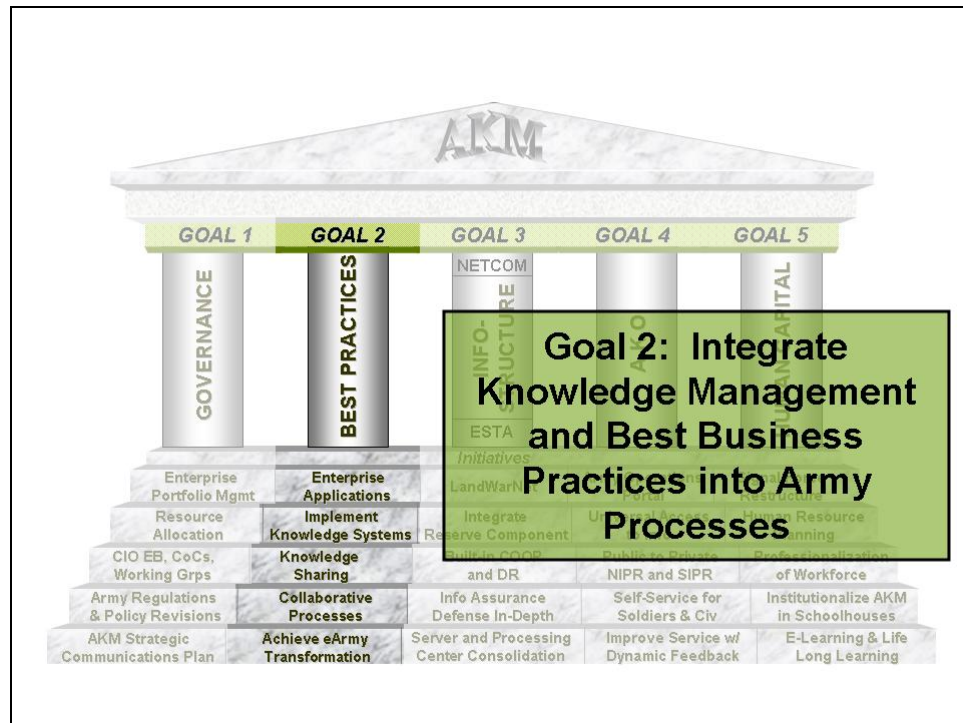 AKM
GOAL 1 GOAL 2 GOAL 3 GOAL 4 GOAL 5
GOVERNANCE
BEST PRACTICES
NETCOM
INFO-
STRUCTURE
ESTA
Goal 2: Integrate
Knowledge Management
and Best Business
Practices into Army
Processes
Initiatives
Enterprise
Portfolio Mgmt
Enterprise
Applications
LandWarNet
Portal
Resource
Allocation
Implement
Knowledge Systems
Integrate
Reserve Component
Universal Access
Human Resource
CIO EB, CoCs,
Working Grps
Knowledge
Sharing
Built-in COOP
and DR
Public to Private
NIPR and SIPR
Professionalization
of Workforce
Army Regulations
& Policy Revisions
Collaborative
Processes
Info Assurance
Defense In-Depth
Self-Service for
Soldiers & Civ
Institutionalize AKM
in Schoolhouses
AKM Strategic
Communications Plan
Achieve eArmy
Transformation
Server and Processing
Center Consolidation
Improve Service w/
Dynamic Feedback
E-Learning & Life
Long Learning